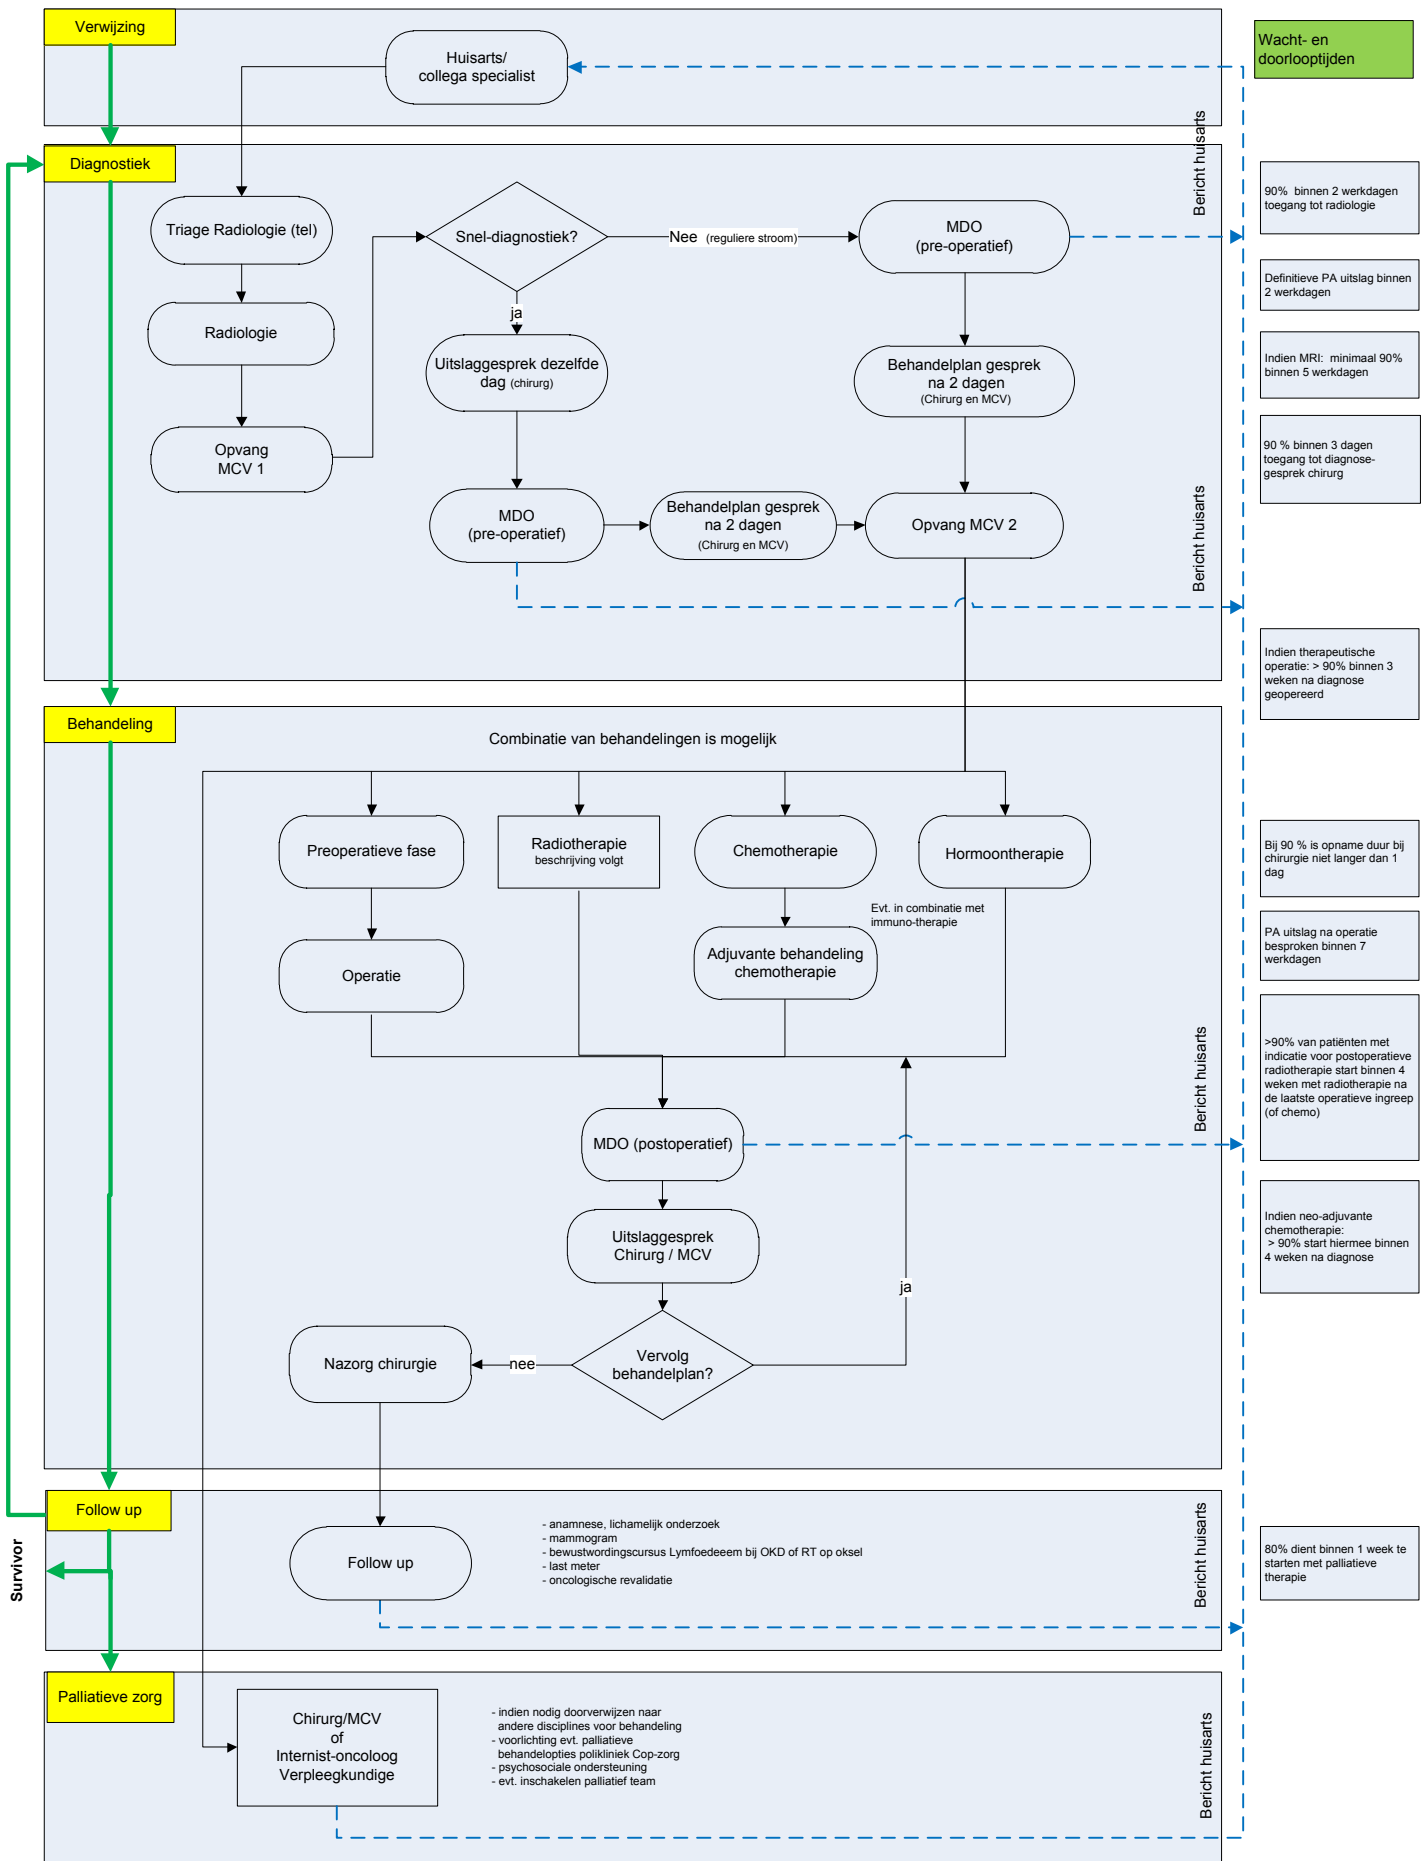 Verwijzing
Huisarts/
collega specialist
Wacht- en
doorlooptijden
Bericht huisarts
Diagnostiek
Triage Radiologie (tel)
Snel-diagnostiek?
Nee (reguliere stroom)
MDO
(pre-operatief)
90%  binnen 2 werkdagen
toegang tot radiologie
Definitieve PA uitslag binnen
2 werkdagen
ja
Radiologie
Uitslaggesprek dezelfde
dag (chirurg)
Behandelplan gesprek
na 2 dagen
(Chirurg en MCV)
Indien MRI:  minimaal 90%
binnen 5 werkdagen
Opvang
MCV 1
90 % binnen 3 dagen
toegang tot diagnose-
gesprek chirurg
MDO
(pre-operatief)
Behandelplan gesprek
na 2 dagen
(Chirurg en MCV)
Opvang MCV 2
Bericht huisarts
Indien therapeutische
operatie: > 90% binnen 3
weken na diagnose
geopereerd
Behandeling
Combinatie van behandelingen is mogelijk
Preoperatieve fase
Radiotherapie
beschrijving volgt
Chemotherapie
Hormoontherapie
Bij 90 % is opname duur bij
chirurgie niet langer dan 1
dag
Evt. in combinatie met
immuno-therapie
Operatie
Adjuvante behandeling
chemotherapie
PA uitslag na operatie
besproken binnen 7
werkdagen
>90% van patiënten met
indicatie voor postoperatieve
radiotherapie start binnen 4
weken met radiotherapie na
de laatste operatieve ingreep
(of chemo)
Bericht huisarts
MDO (postoperatief)
Uitslaggesprek
Chirurg / MCV
Indien neo-adjuvante
chemotherapie:
> 90% start hiermee binnen
4 weken na diagnose
ja
Nazorg chirurgie
nee
Vervolg
behandelplan?
Follow up
Survivor
Follow up
- anamnese, lichamelijk onderzoek
- mammogram
- bewustwordingscursus Lymfoedeeem bij OKD of RT op oksel
- last meter
- oncologische revalidatie
Bericht huisarts
80% dient binnen 1 week te
starten met palliatieve
therapie
Palliatieve zorg
Chirurg/MCV
of
Internist-oncoloog
Verpleegkundige
- indien nodig doorverwijzen naar
andere disciplines voor behandeling
- voorlichting evt. palliatieve
behandelopties polikliniek Cop-zorg
- psychosociale ondersteuning
- evt. inschakelen palliatief team
Bericht huisarts